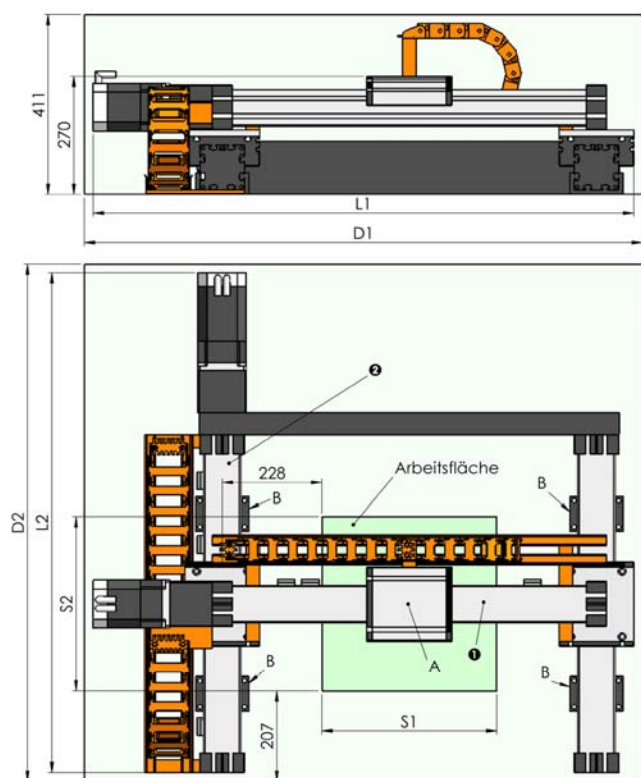 411
270
L1
D1
❷
228
Arbeitsfläche
B
B
D2
L2
S2
❶
A
B
B
S1
207